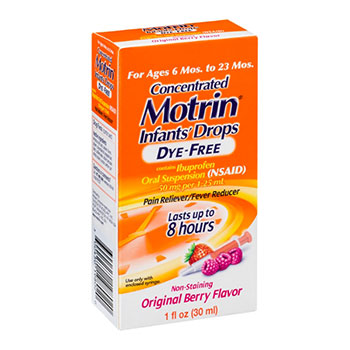 For Ages 6 Mos. to 23 Mos.
Concentrated
Motrin®
Infants' Drops
DYE-FREE
contains Ibuprofen
Oral Suspension (NSAID)
50 mg per 1.25 mL
Pain Reliever/Fever Reducer
Lasts up to
8 hours
Use only with
enclosed syringe.
Non-Staining
Original Berry Flavor
1 fl oz (30 ml)